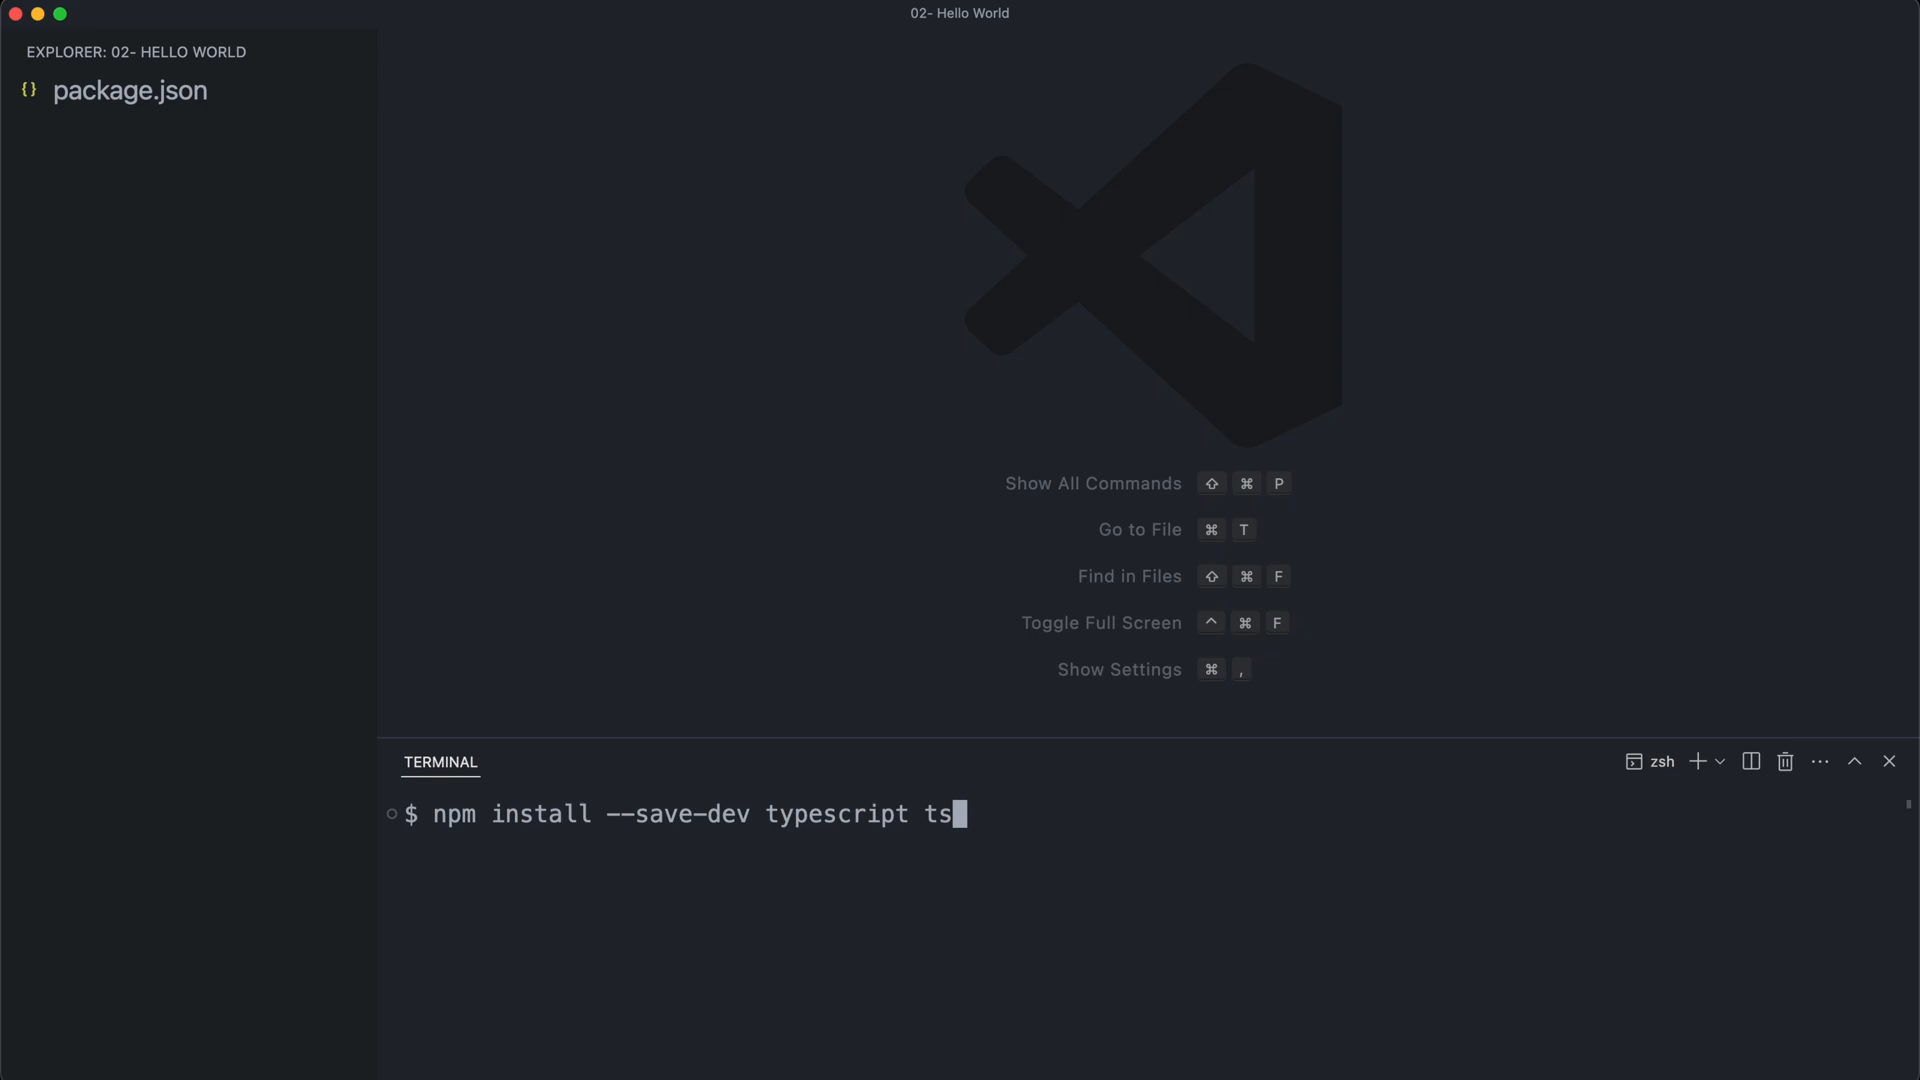 02- Hello World
EXPLORER: 02- HELLO WORLD
{} package.json
Show All Commands ⇧ ⌘ P
Go to File ⌘ T
Find in Files ⇧ ⌘ F
Toggle Full Screen ^ ⌘ F
Show Settings ⌘ ,
TERMINAL
zsh
$ npm install --save-dev typescript ts